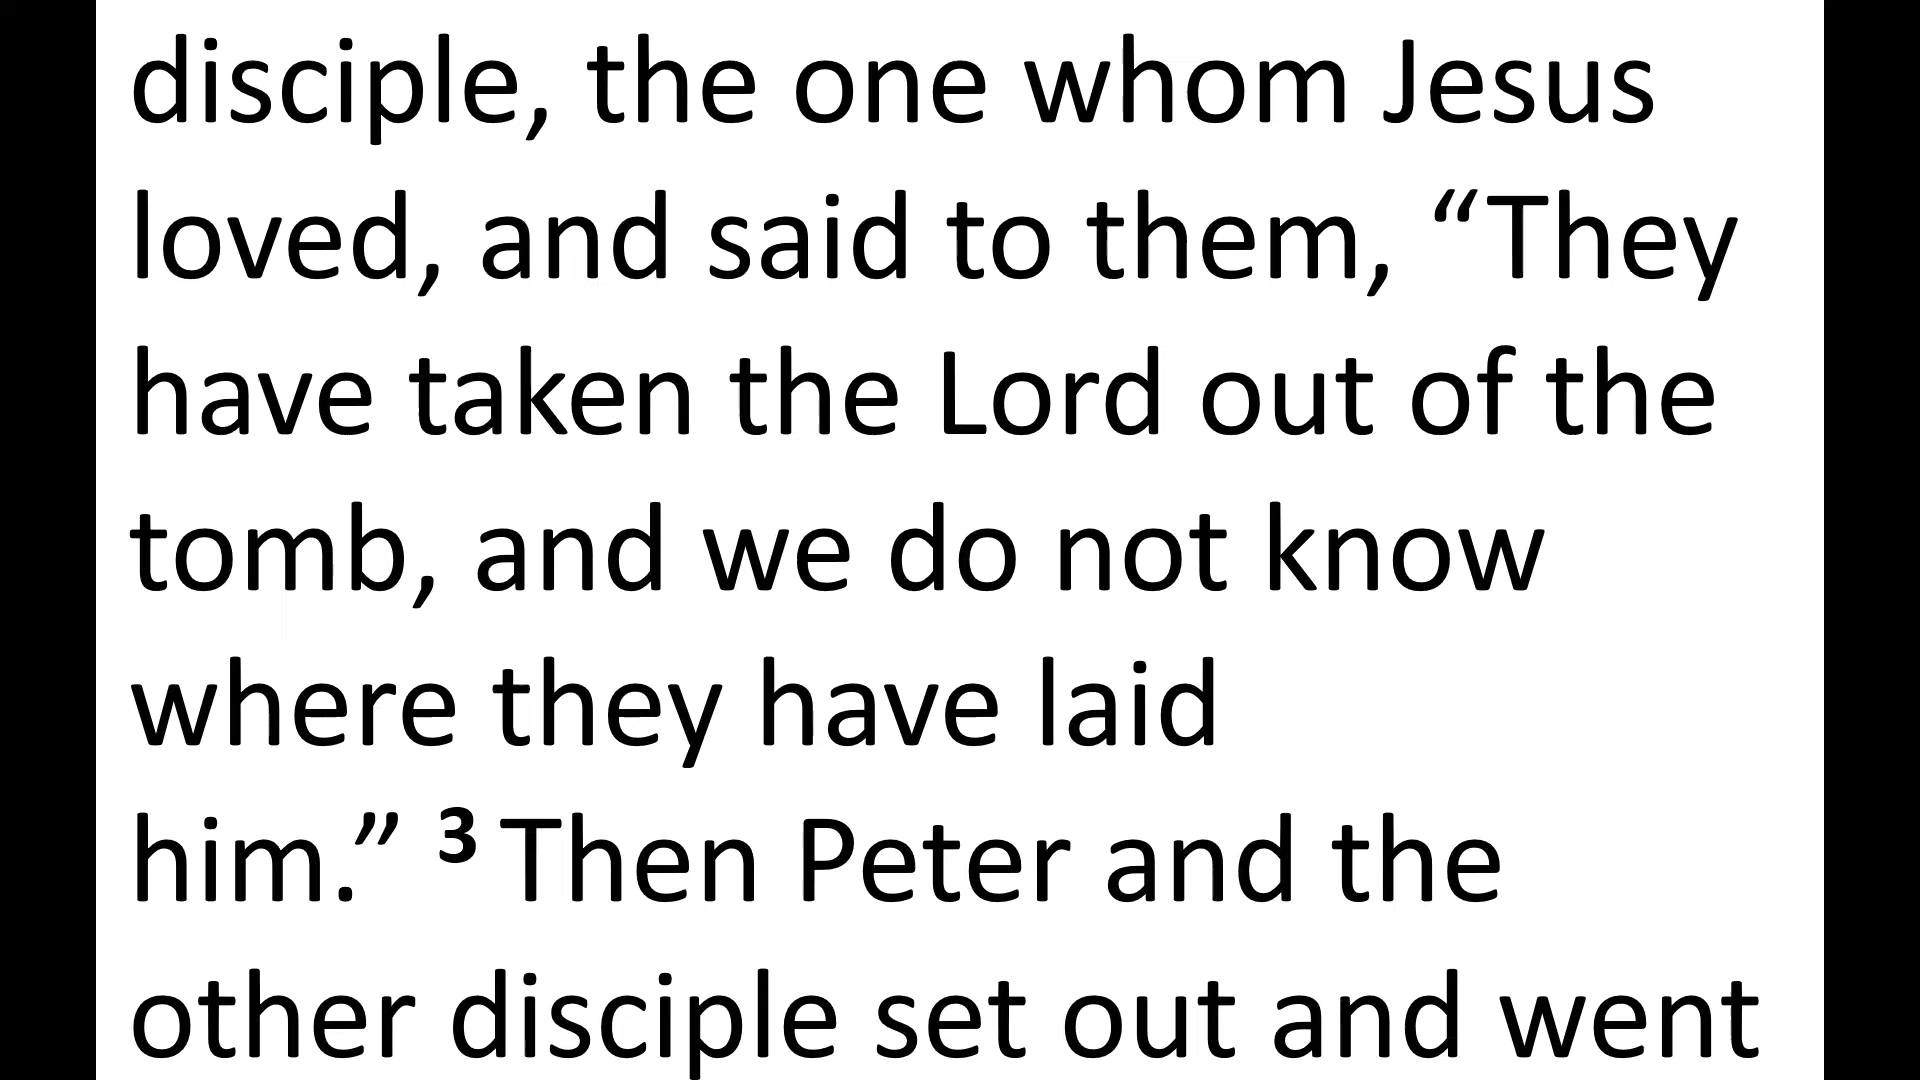 disciple, the one whom Jesus
loved, and said to them, “They
have taken the Lord out of the
tomb, and we do not know
where they have laid
him.” ³ Then Peter and the
other disciple set out and went